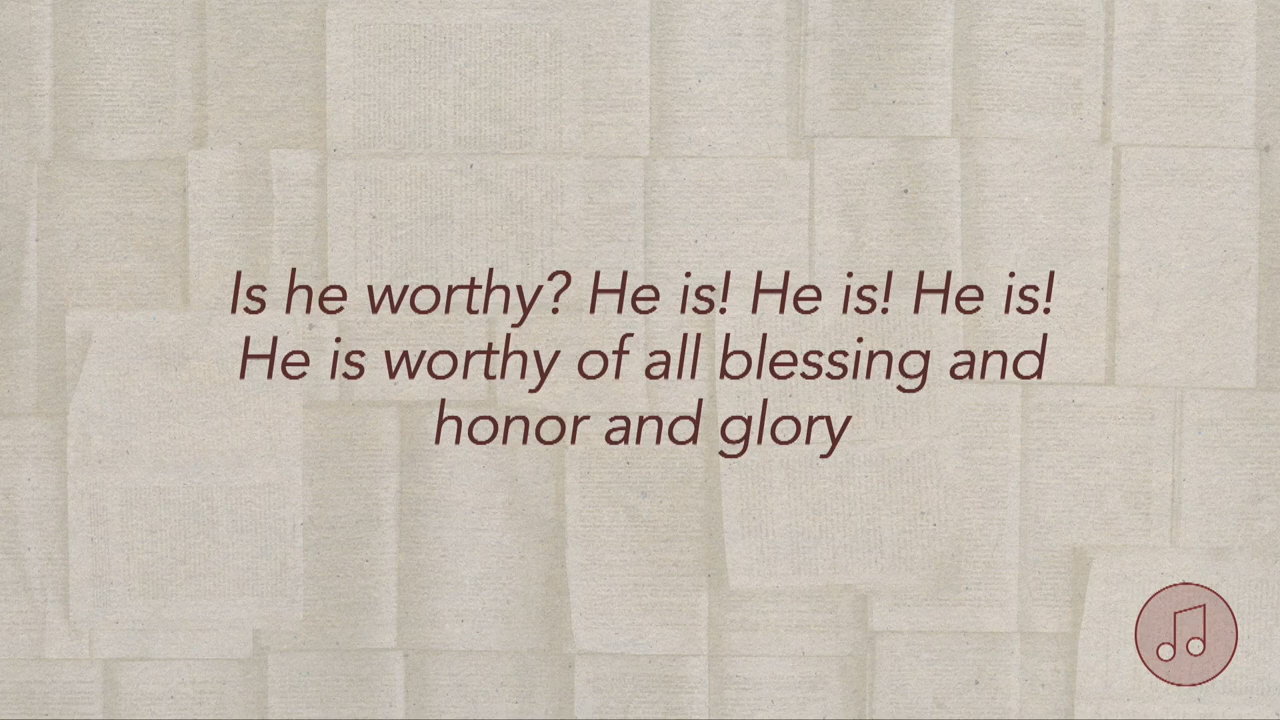 Is he worthy? He is! He is! He is!
He is worthy of all blessing and
honor and glory